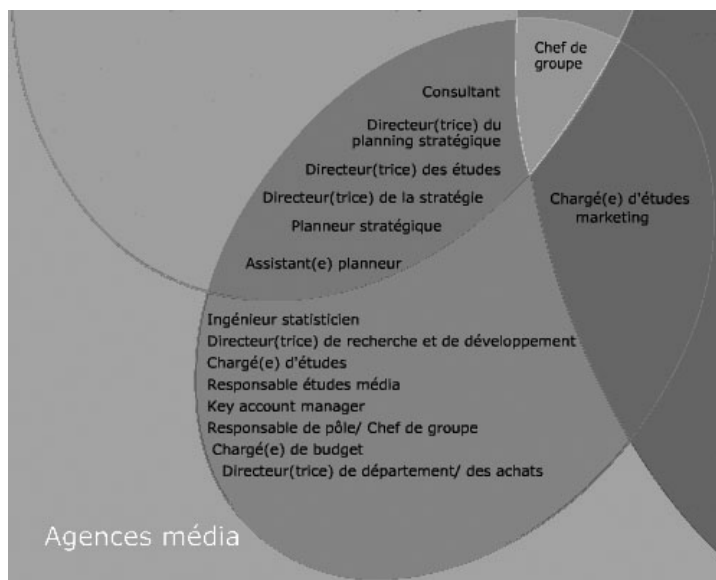 Chef de
groupe
Consultant
Directeur(trice) du
planning stratégique
Directeur(trice) des études
Directeur(trice) de la stratégie
Planneur stratégique
Assistant(e) planneur
Chargé(e) d'études
marketing
Ingénieur statisticien
Directeur(trice) de recherche et de développement
Chargé(e) d'études
Responsable études média
Key account manager
Responsable de pôle/ Chef de groupe
Chargé(e) de budget
Directeur(trice) de département/ des achats
Agences média